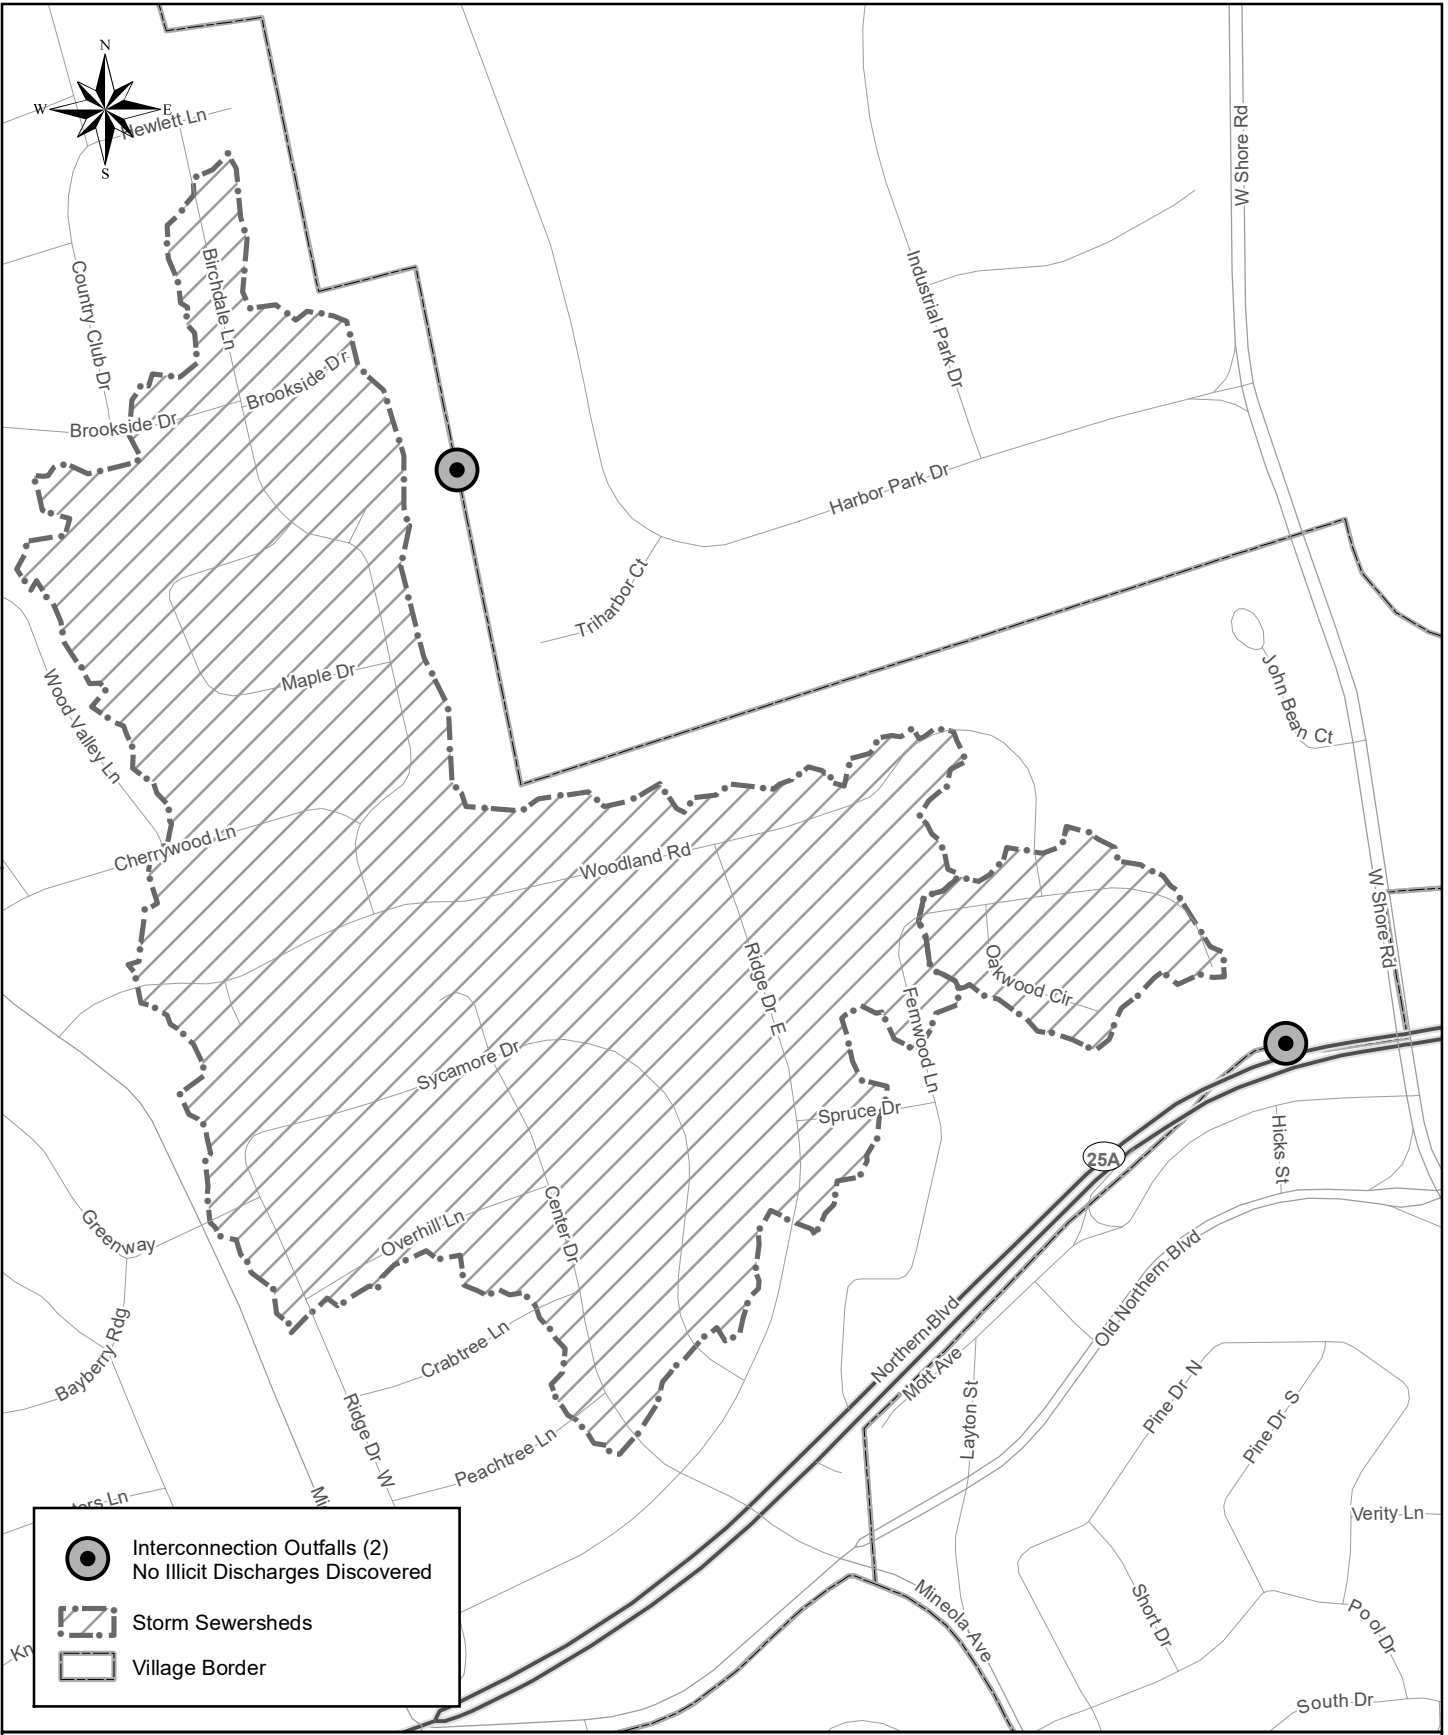 N
W
E
S
Hewlett Ln
W Shore Rd
Country Club Dr
Birchdale Ln
Industrial Park Dr
Brookside Dr
Brookside Dr
Harbor Park Dr
Triharbor Ct
John Bean Ct
Maple Dr
Wood Valley Ln
Cherrywood Ln
Woodland Rd
W Shore Rd
Ridge Dr E
Oakwood Cir
Fernwood Ln
Sycamore Dr
Spruce Dr
Hicks St
25A
Greenway
Overhill Ln
Center Dr
Old Northern Blvd
Northern Blvd
Mott Ave
Bayberry Rdg
Crabtree Ln
Ridge Dr W
Peachtree Ln
Layton St
Pine Dr N
Pine Dr S
Verity Ln
Short Dr
Pool Dr
Mineola Ave
South Dr
Interconnection Outfalls (2)
No Illicit Discharges Discovered
Storm Sewersheds
Village Border